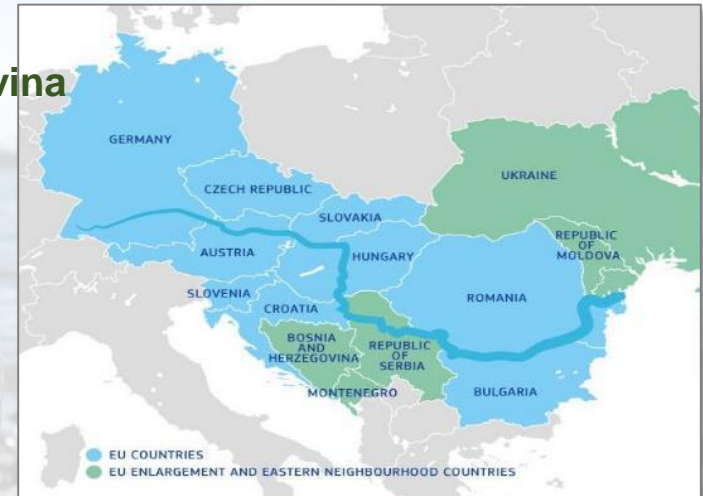 vina
GERMANY
CZECH REPUBLIC
SLOVAKIA
UKRAINE
REPUBLIC
OF
MOLDOVA
AUSTRIA
HUNGARY
SLOVENIA
CROATIA
ROMANIA
BOSNIA
AND
HERZEGOVINA
REPUBLIC
OF
SERBIA
MONTENEGRO
BULGARIA
EU COUNTRIES
EU ENLARGEMENT AND EASTERN NEIGHBOURHOOD COUNTRIES